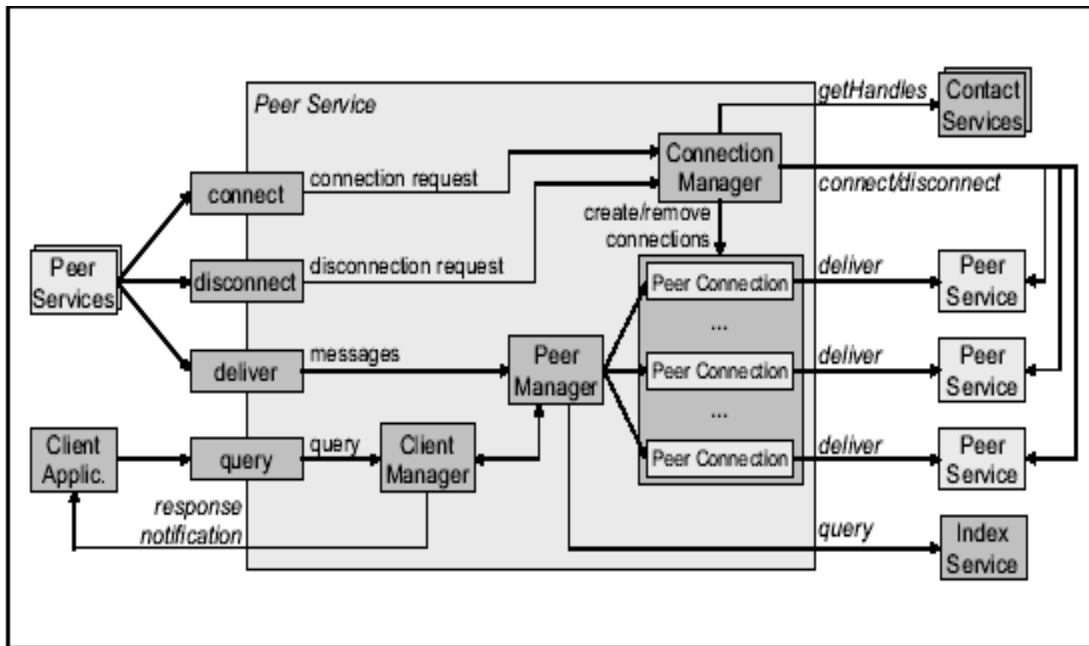 Peer Service
getHandles
Contact
Services
connect
connection request
Connection
Manager
connect/disconnect
create/remove
connections
Peer
Services
disconnect
disconnection request
Peer Connection
deliver
Peer
Service
...
deliver
messages
Peer
Manager
Peer Connection
deliver
Peer
Service
...
Client
Applic.
query
query
Client
Manager
Peer Connection
deliver
Peer
Service
response
notification
query
Index
Service